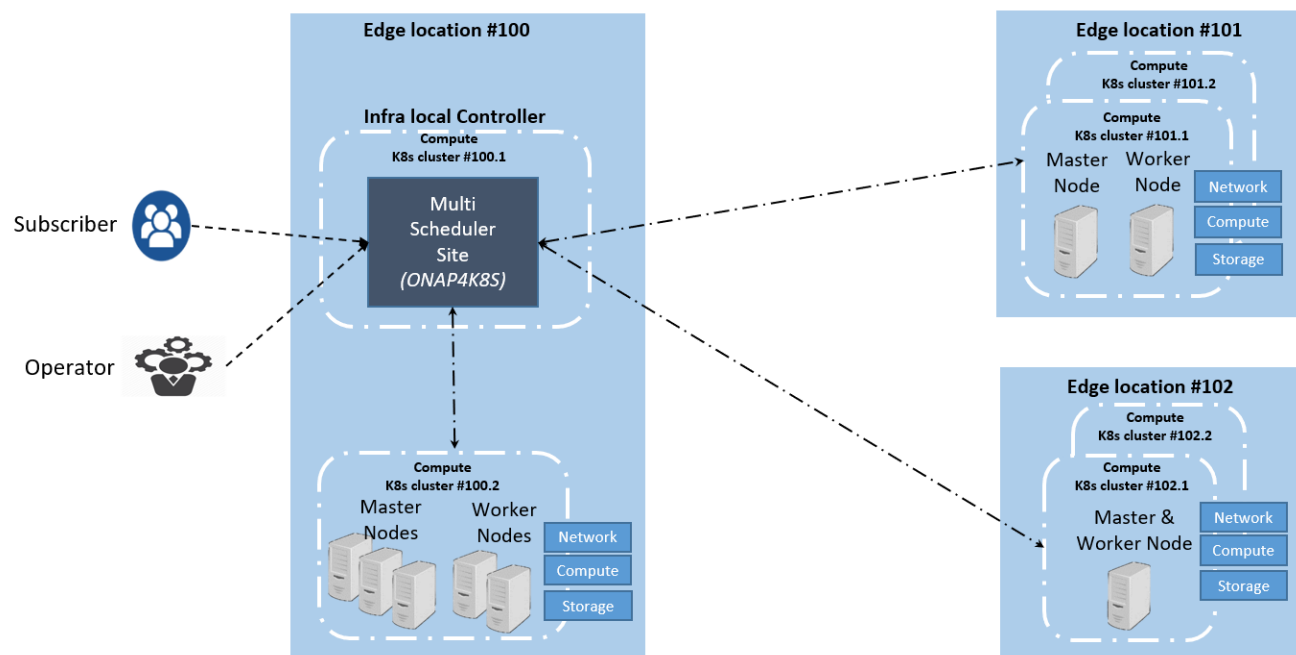 Edge location #100
Infra local Controller
Compute
K8s cluster #100.1
Multi
Scheduler
Site
(ONAP4K8S)
Subscriber
Operator
Compute
K8s cluster #100.2
Master
Nodes
Worker
Nodes
Network
Compute
Storage
Edge location #101
Compute
K8s cluster #101.2
Compute
K8s cluster #101.1
Master
Node
Worker
Node
Network
Compute
Storage
Edge location #102
Compute
K8s cluster #102.2
Compute
K8s cluster #102.1
Master &
Worker Node
Network
Compute
Storage